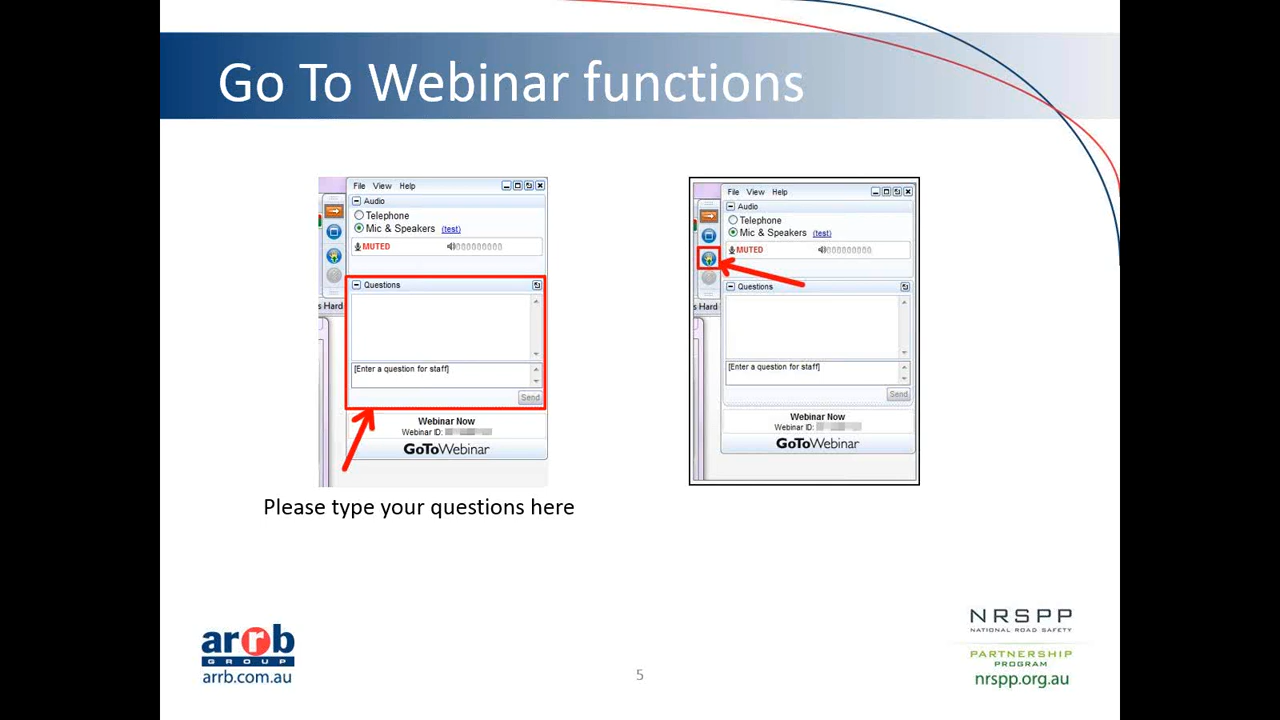 Go To Webinar functions
File View Help
Audio
Telephone
Mic & Speakers (test)
MUTED
Questions
s Hard
[Enter a question for staff]
Send
Webinar Now
Webinar ID:
GoToWebinar
Please type your questions here
File View Help
Audio
Telephone
Mic & Speakers (test)
MUTED
Questions
s Hard
[Enter a question for staff]
Send
Webinar Now
Webinar ID:
GoToWebinar
arrb
GROUP
arrb.com.au
5
NRSPP
NATIONAL ROAD SAFETY
PARTNERSHIP
PROGRAM
nrspp.org.au